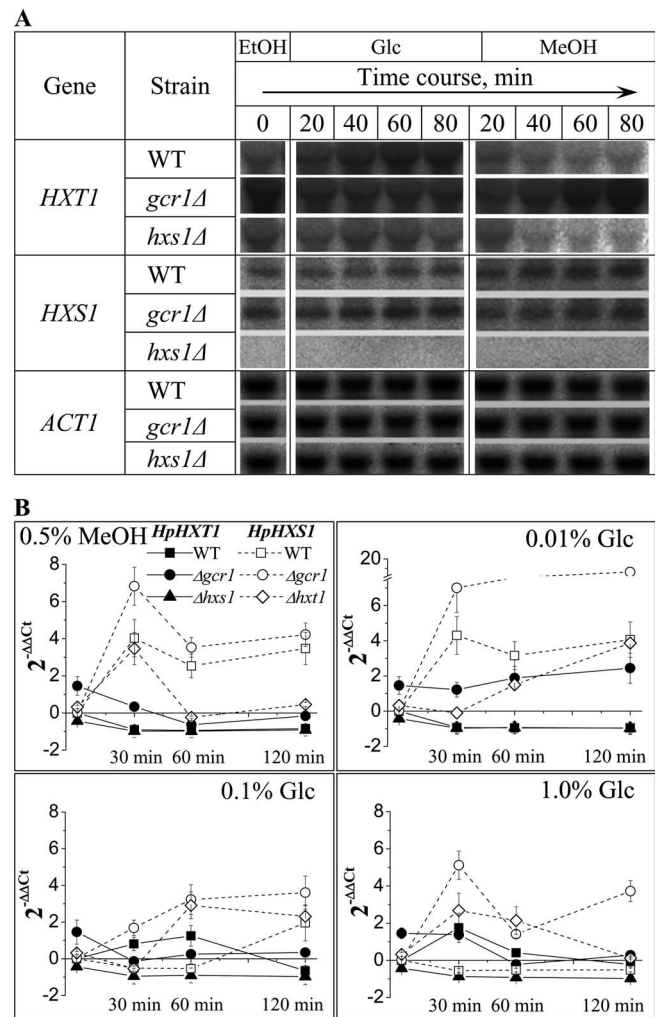 A
Gene Strain EtOH Glc MeOH
Time course, min
0 20 40 60 80 20 40 60 80
HXT1 WT
gcr1Δ
hxs1Δ
HXS1 WT
gcr1Δ
hxs1Δ
ACT1 WT
gcr1Δ
hxs1Δ
B
0.5% MeOH
HpHXT1 HpHXS1
WT WT
Δgcr1 Δgcr1
Δhxs1 Δhxt1
2^-ΔΔCt
8
6
4
2
0
-2
30 min 60 min 120 min
0.01% Glc
2^-ΔΔCt
20
8
6
4
2
0
-2
30 min 60 min 120 min
0.1% Glc
2^-ΔΔCt
8
6
4
2
0
-2
30 min 60 min 120 min
1.0% Glc
2^-ΔΔCt
8
6
4
2
0
-2
30 min 60 min 120 min